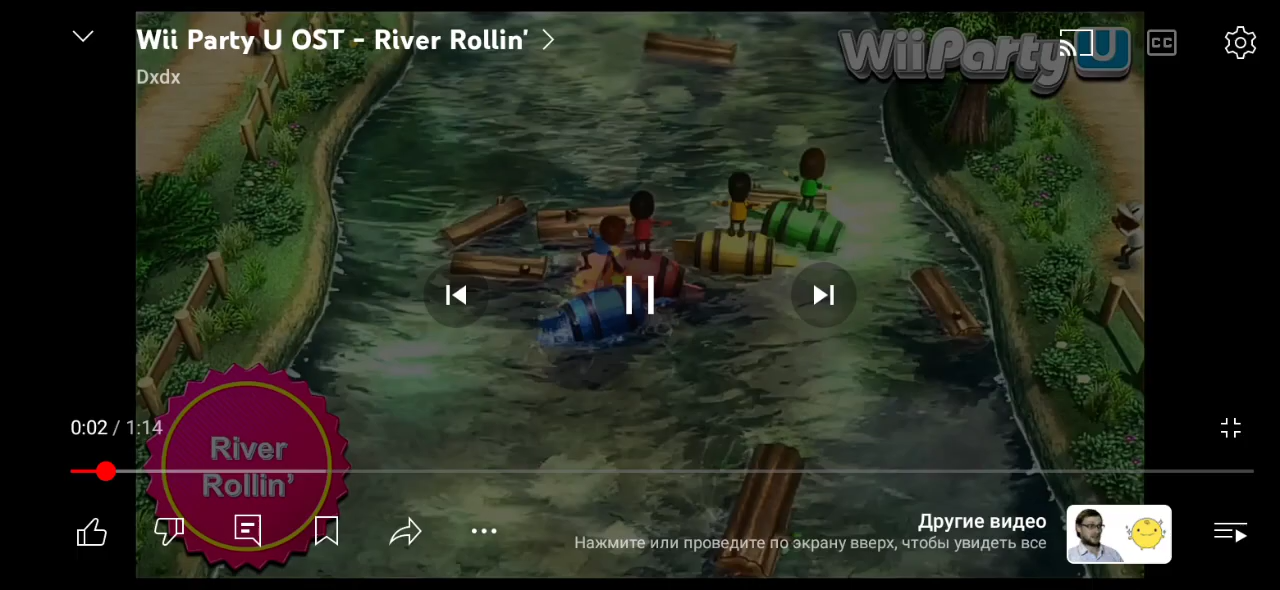 Wii Party U OST - River Rollin'
Dxdx
Wii Party U
CC
0:02 / 1:14
River
Rollin'
Другие видео
Нажмите или проведите по экрану вверх, чтобы увидеть все